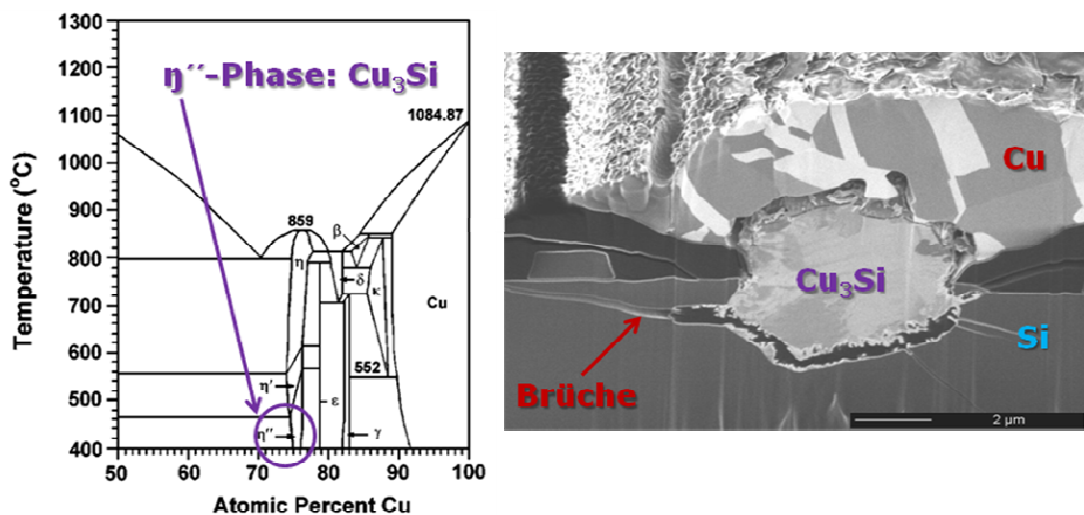 1300
1200
1100
1000
900
800
700
600
500
400
Temperature (°C)
ŋ´´-Phase: Cu₃Si
1084.87
859
β
η
δ
κ
Cu
552
η'
ε
η''
γ
50 60 70 80 90 100
Atomic Percent Cu
Cu
Cu₃Si
Si
Brüche
2 µm